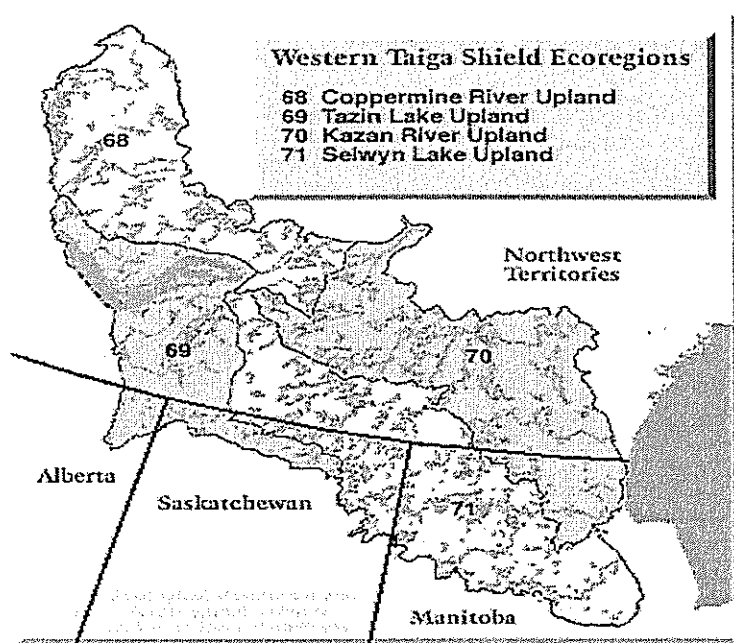 Western Taiga Shield Ecoregions
68 Coppermine River Upland
69 Tazin Lake Upland
70 Kazan River Upland
71 Selwyn Lake Upland
68
Northwest
Territories
69
70
Alberta
Saskatchewan
71
Manitoba